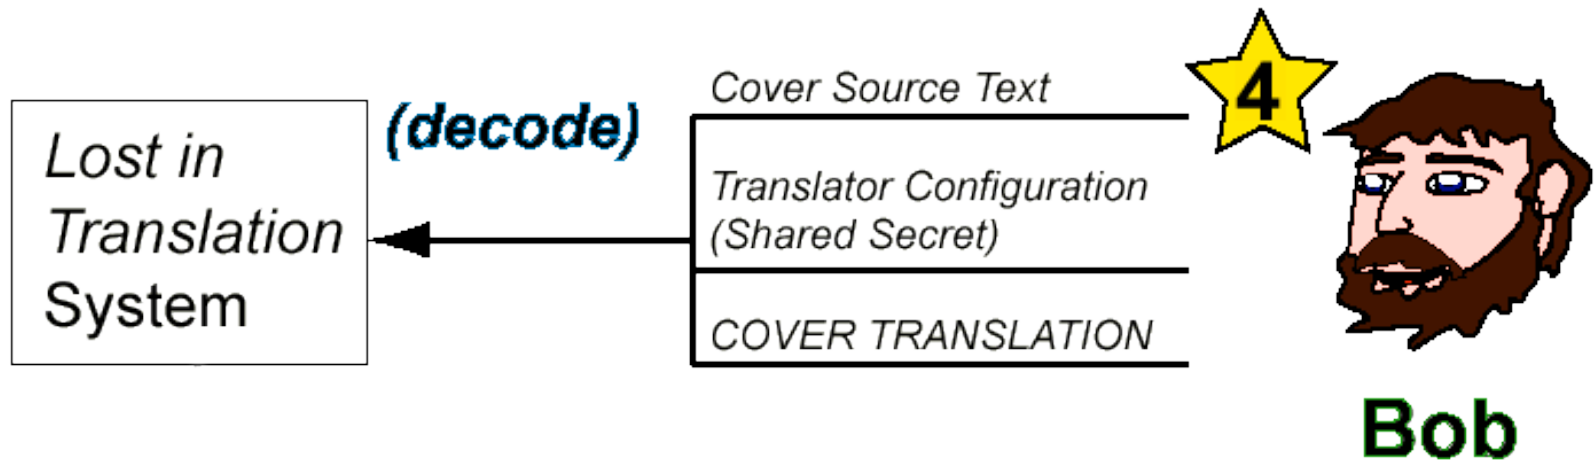 Lost in
Translation
System
(decode)
Cover Source Text
Translator Configuration
(Shared Secret)
COVER TRANSLATION
4
Bob